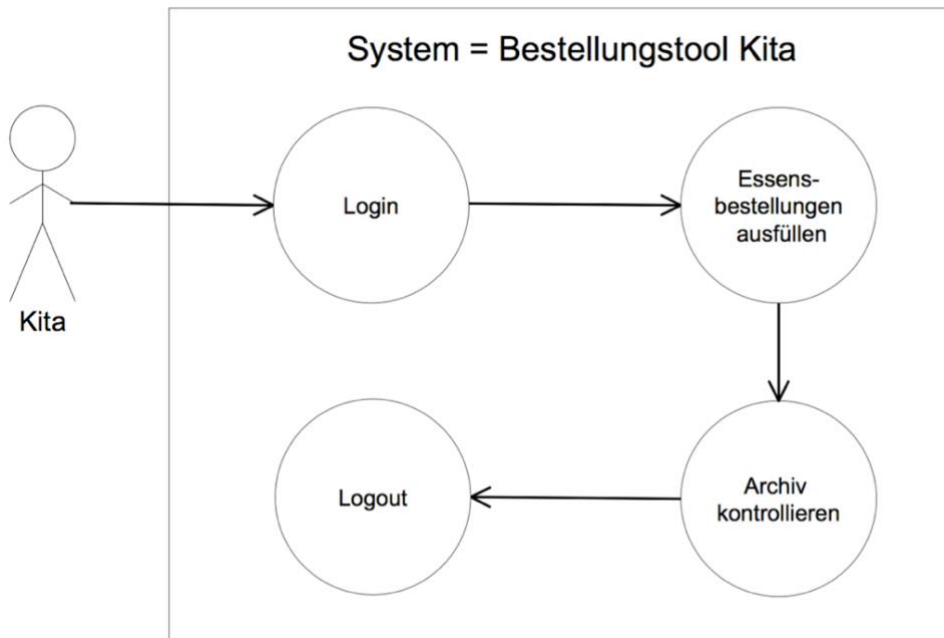 System = Bestellungstool Kita
Kita
Login
Essens-
bestellungen
ausfüllen
Archiv
kontrollieren
Logout